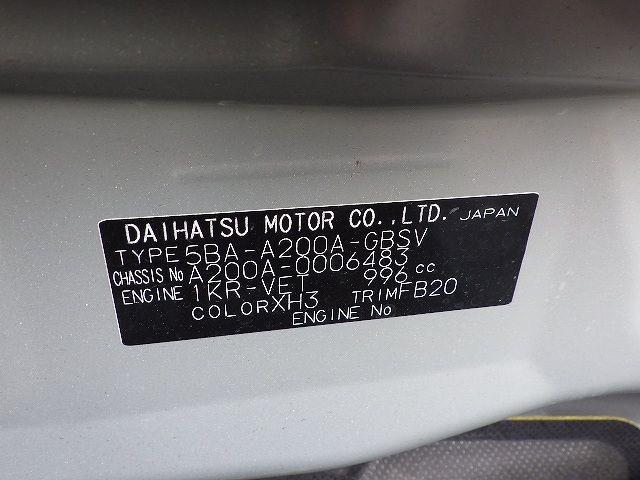 DAIHATSU MOTOR CO.,LTD. JAPAN
TYPE 5BA-A200A-GBSV
CHASSIS No A200A-0006483
ENGINE 1KR-VET 996 cc
COLOR XH3 TRIM FB20
ENGINE No